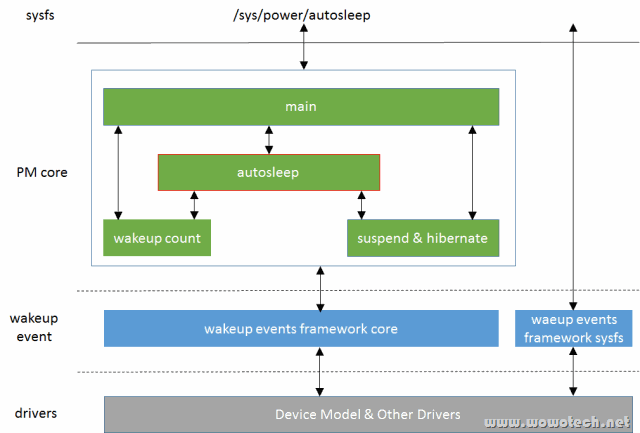 sysfs
/sys/power/autosleep
main
PM core
autosleep
wakeup count
suspend & hibernate
wakeup
event
wakeup events framework core
waeup events
framework sysfs
drivers
Device Model & Other Drivers
www.wowotech.net